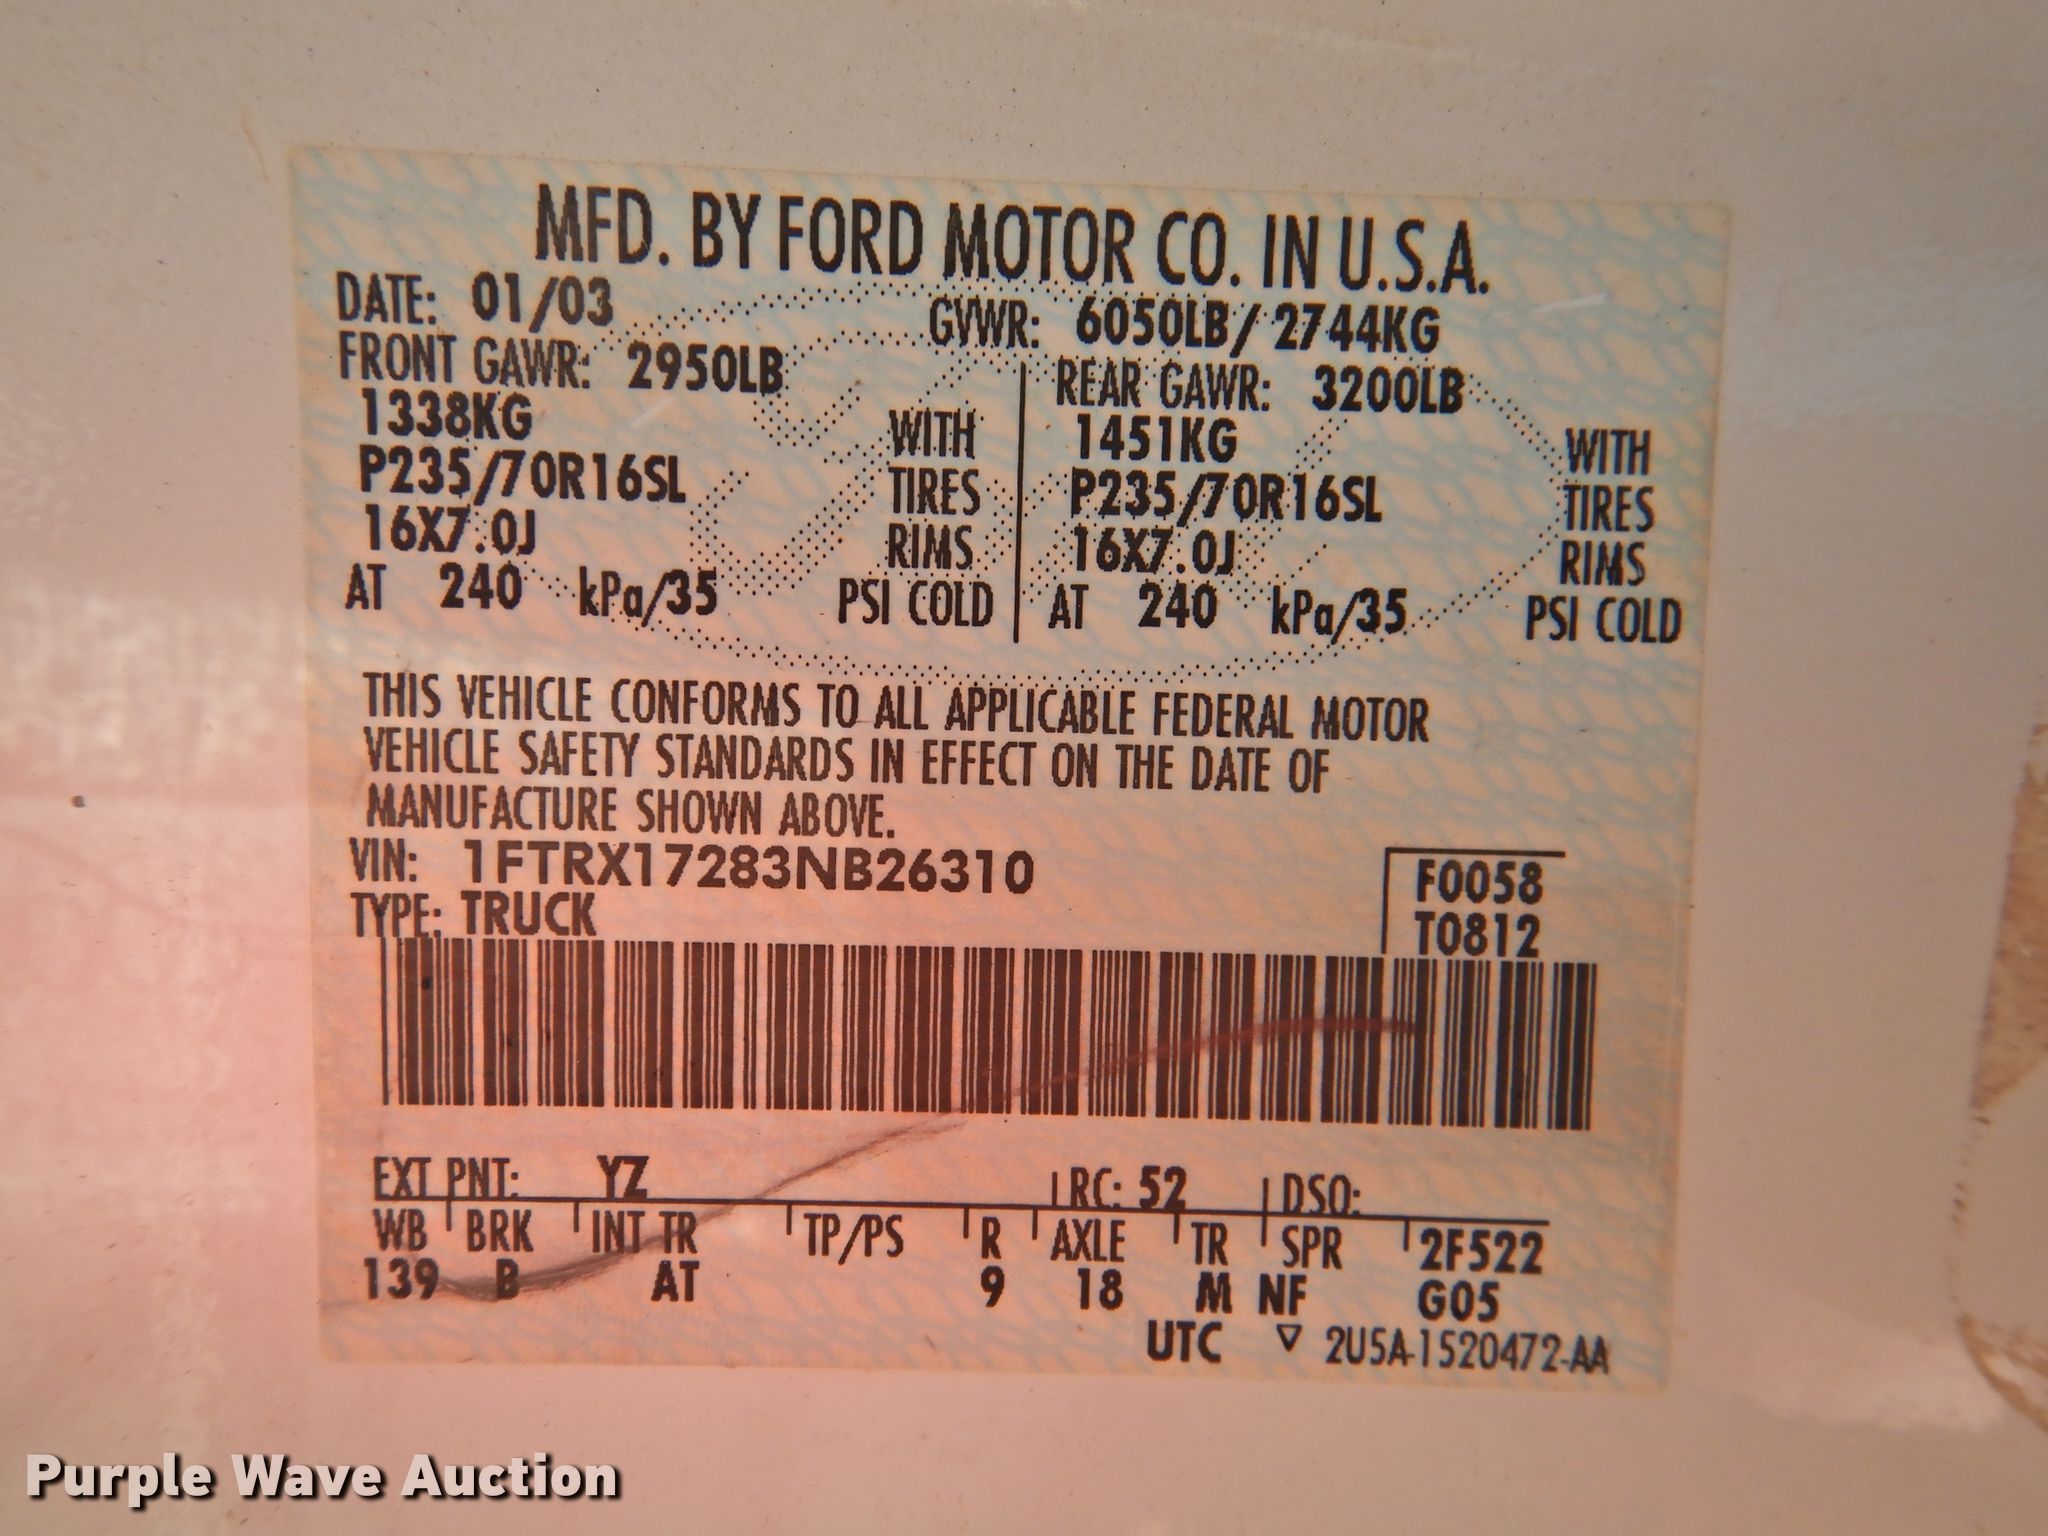 MFD. BY FORD MOTOR CO. IN U.S.A.
DATE: 01/03 GVWR: 6050LB/ 2744KG
FRONT GAWR: 2950LB REAR GAWR: 3200LB
1338KG WITH 1451KG WITH
P235/70R16SL TIRES P235/70R16SL TIRES
16X7.0J RIMS 16X7.0J RIMS
AT 240 kPa/35 PSI COLD AT 240 kPa/35 PSI COLD
THIS VEHICLE CONFORMS TO ALL APPLICABLE FEDERAL MOTOR
VEHICLE SAFETY STANDARDS IN EFFECT ON THE DATE OF
MANUFACTURE SHOWN ABOVE.
VIN: 1FTRX17283NB26310 F0058
TYPE: TRUCK T0812
EXT PNT: YZ RC: 52 DSO:
WB BRK INT TR TP/PS R AXLE TR SPR 2F522
139 B AT 9 18 M NF G05
UTC ▽ 2U5A-1520472-AA
Purple Wave Auction